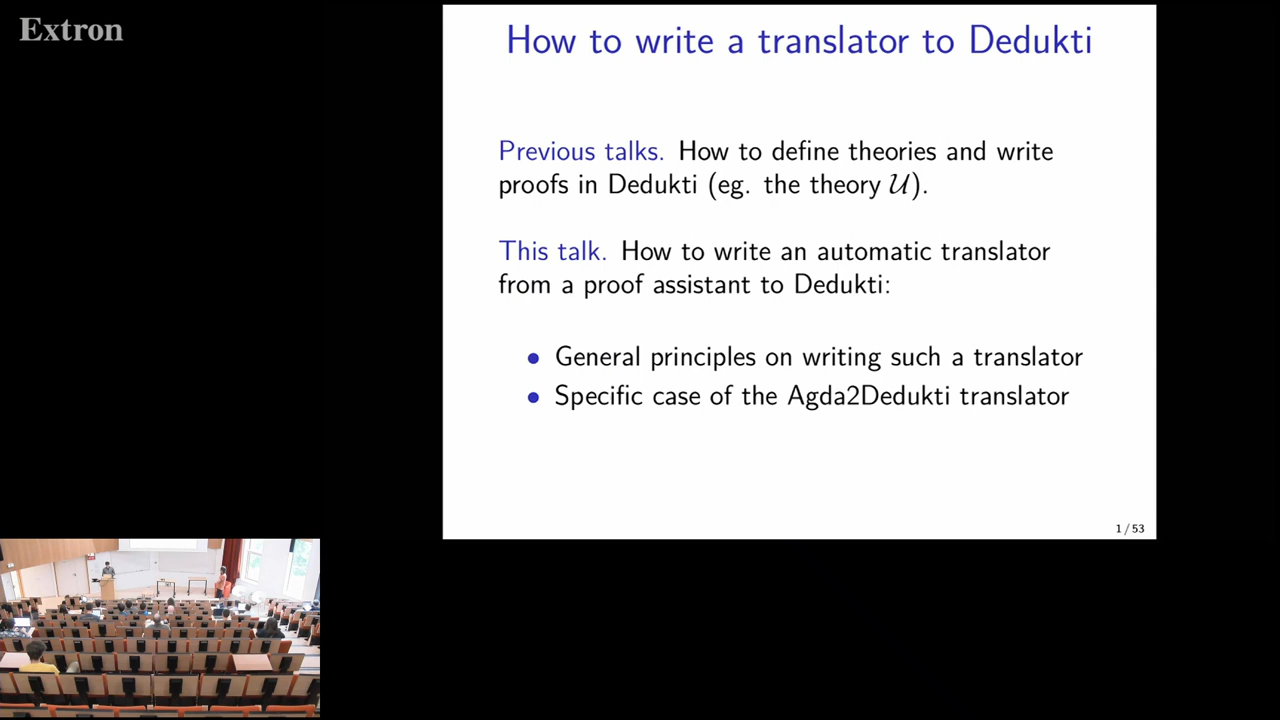 Extron
How to write a translator to Dedukti
Previous talks. How to define theories and write
proofs in Dedukti (eg. the theory 𝒰).
This talk. How to write an automatic translator
from a proof assistant to Dedukti:
• General principles on writing such a translator
• Specific case of the Agda2Dedukti translator
1 / 53